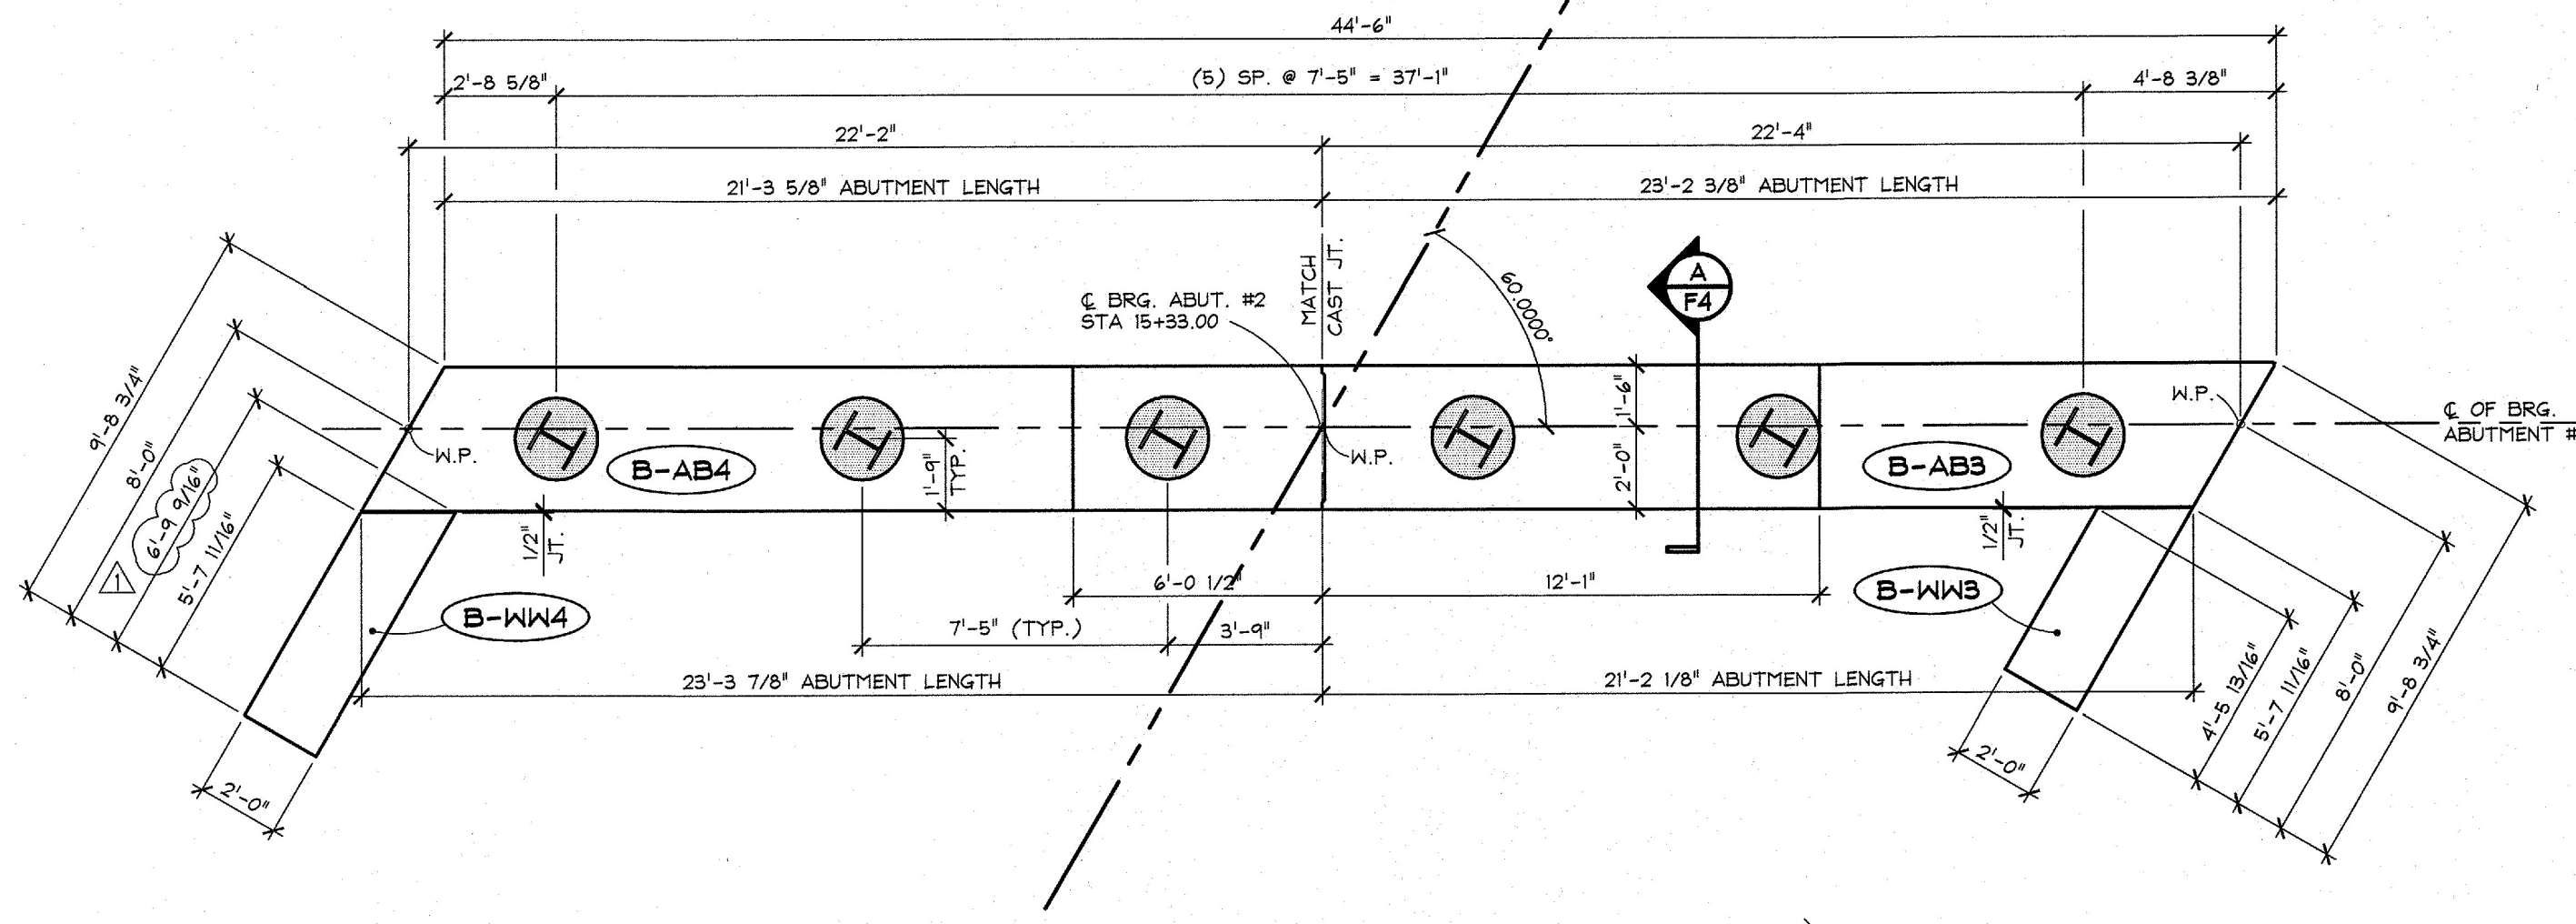 44'-6"
2'-8 5/8"
(5) SP. @ 7'-5" = 37'-1"
4'-8 3/8"
22'-2"
22'-4"
21'-3 5/8" ABUTMENT LENGTH
23'-2 3/8" ABUTMENT LENGTH
MATCH
CAST JT.
60.0000°
A
F4
℄ BRG. ABUT. #2
STA 15+33.00
9'-8 3/4"
8'-0"
6'-9 9/16"
5'-7 11/16"
1
W.P.
B-AB4
1'-9"
TYP.
W.P.
1'-6"
2'-0"
B-AB3
W.P.
℄ OF BRG.
ABUTMENT #
1/2"
JT.
1/2"
JT.
6'-0 1/2"
12'-1"
B-WW4
B-WW3
7'-5" (TYP.)
3'-9"
23'-3 7/8" ABUTMENT LENGTH
21'-2 1/8" ABUTMENT LENGTH
2'-0"
2'-0"
4'-5 13/16"
5'-7 11/16"
8'-0"
9'-8 3/4"